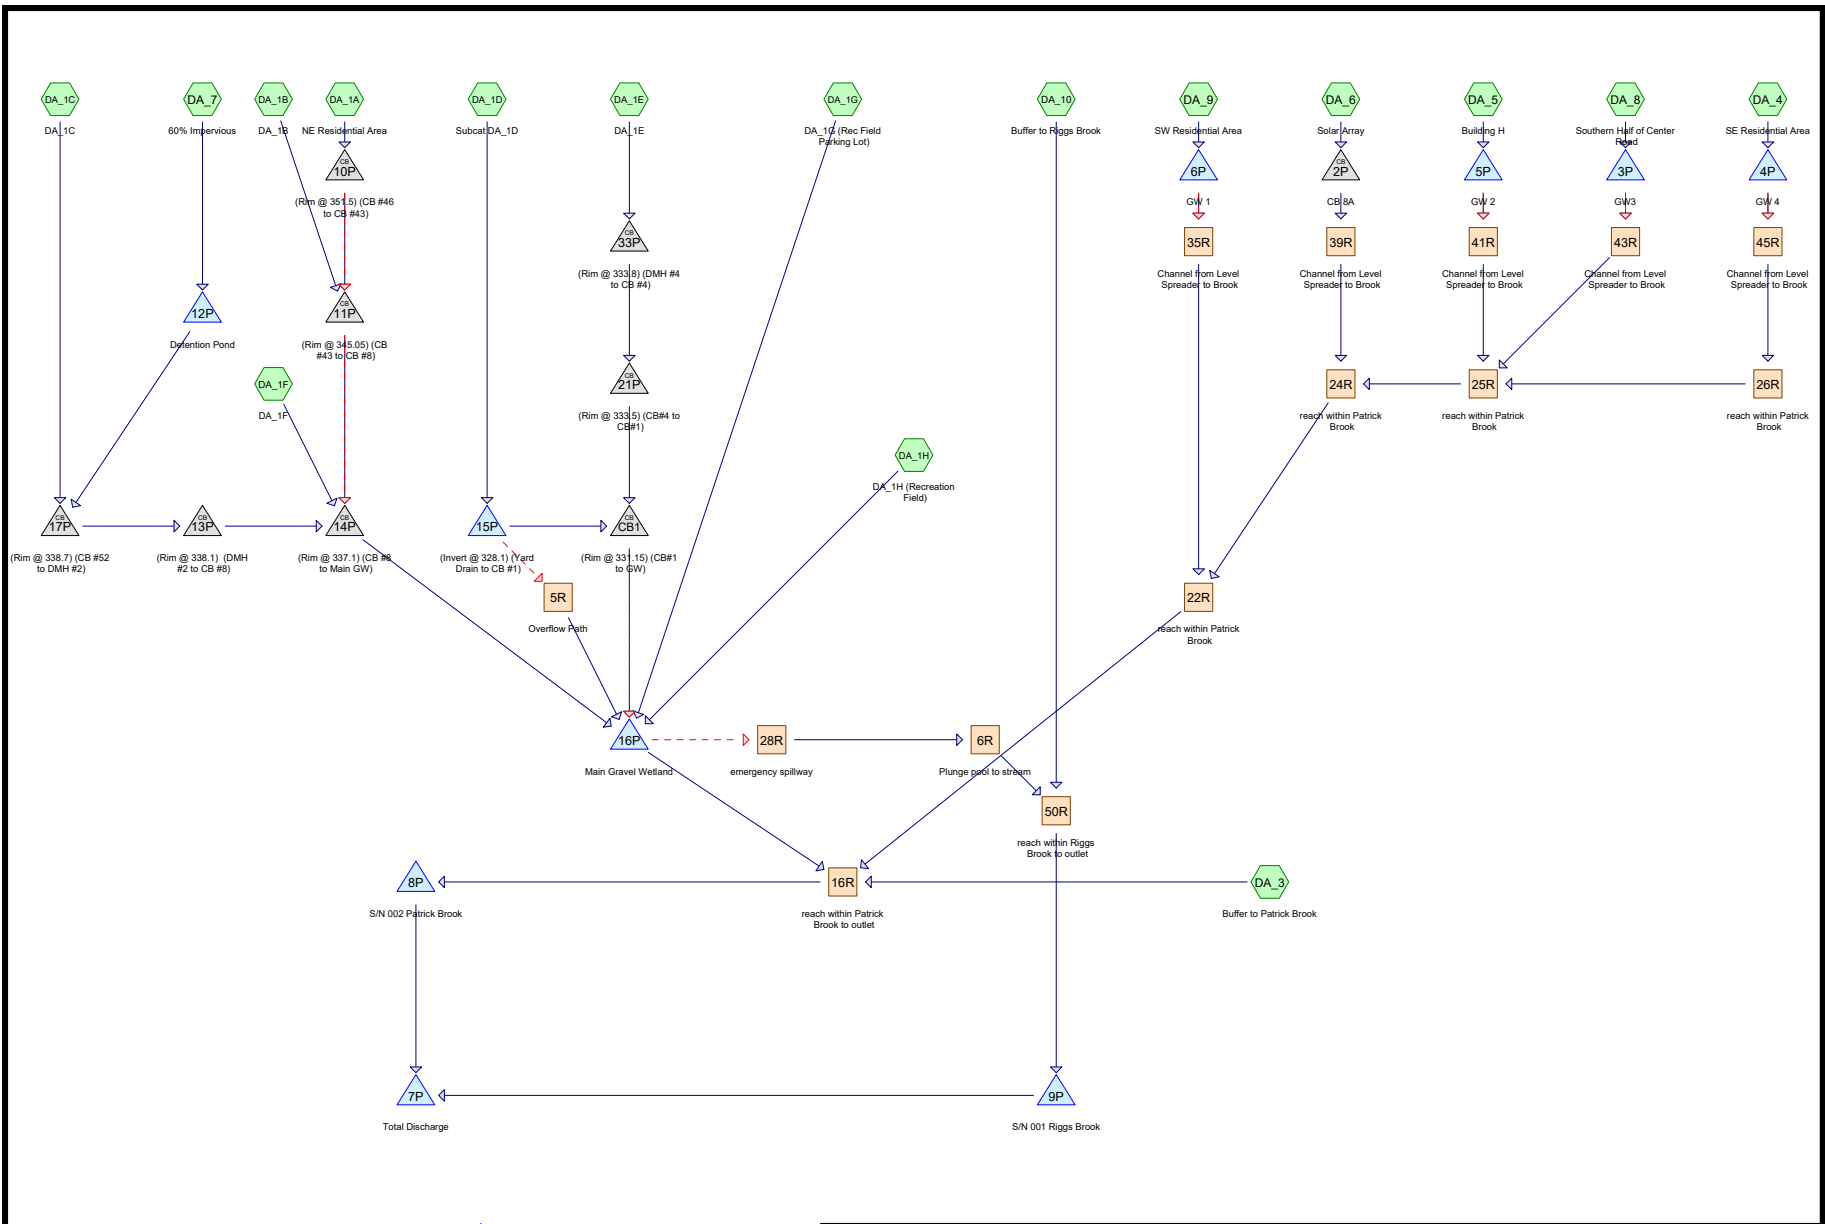 DA_1C
DA_7
DA_1B
DA_1A
DA_1D
DA_1E
DA_1G
DA_10
DA_9
DA_6
DA_5
DA_8
DA_4
DA_1C
60% Impervious
DA_1B
NE Residential Area
Subcat DA_1D
DA_1E
DA_1G (Rec Field
Parking Lot)
Buffer to Riggs Brook
SW Residential Area
Solar Array
Building H
Southern Half of Center
Road
SE Residential Area
CB
10P
6P
CB
2P
5P
3P
4P
(Rim @ 351.5) (CB #46
to CB #43)
GW 1
CB 8A
GW 2
GW3
GW 4
CB
33P
35R
39R
41R
43R
45R
(Rim @ 333.8) (DMH #4
to CB #4)
Channel from Level
Spreader to Brook
Channel from Level
Spreader to Brook
Channel from Level
Spreader to Brook
Channel from Level
Spreader to Brook
Channel from Level
Spreader to Brook
12P
CB
11P
Detention Pond
(Rim @ 345.05) (CB
#43 to CB #8)
DA_1F
CB
21P
24R
25R
26R
DA_1F
(Rim @ 333.5) (CB#4 to
CB#1)
reach within Patrick
Brook
reach within Patrick
Brook
reach within Patrick
Brook
DA_1H
DA_1H (Recreation
Field)
CB
17P
CB
13P
CB
14P
15P
CB
CB1
(Rim @ 338.7) (CB #52
to DMH #2)
(Rim @ 338.1) (DMH
#2 to CB #8)
(Rim @ 337.1) (CB #8
to Main GW)
(Invert @ 328.1) (Yard
Drain to CB #1)
(Rim @ 331.15) (CB#1
to GW)
5R
22R
Overflow Path
reach within Patrick
Brook
16P
28R
6R
Main Gravel Wetland
emergency spillway
Plunge pool to stream
50R
reach within Riggs
Brook to outlet
8P
16R
DA_3
S/N 002 Patrick Brook
reach within Patrick
Brook to outlet
Buffer to Patrick Brook
7P
9P
Total Discharge
S/N 001 Riggs Brook